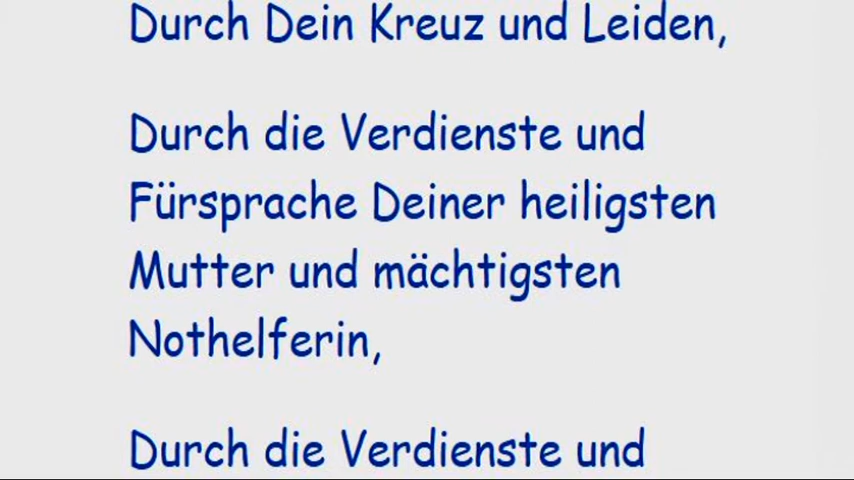 Durch Dein Kreuz und Leiden,
Durch die Verdienste und
Fürsprache Deiner heiligsten
Mutter und mächtigsten
Nothelferin,
Durch die Verdienste und